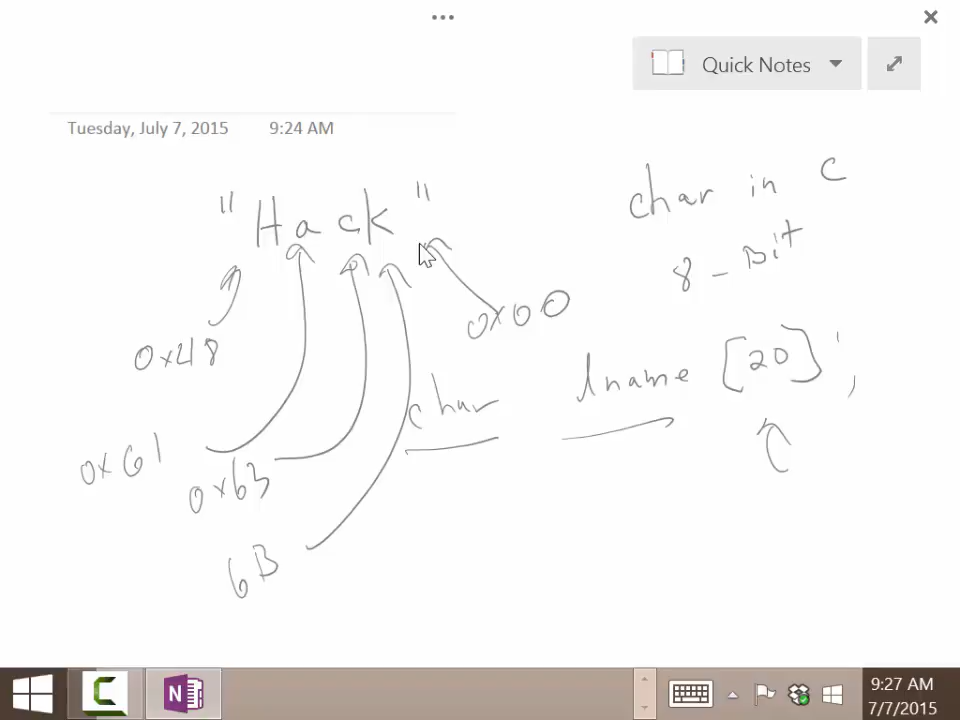 Quick Notes
Tuesday, July 7, 2015 9:24 AM
char in C
"Hack"
8-Bit
0x00
0x48
char lname [20];
0x61
0x63
6B
N
9:27 AM
7/7/2015